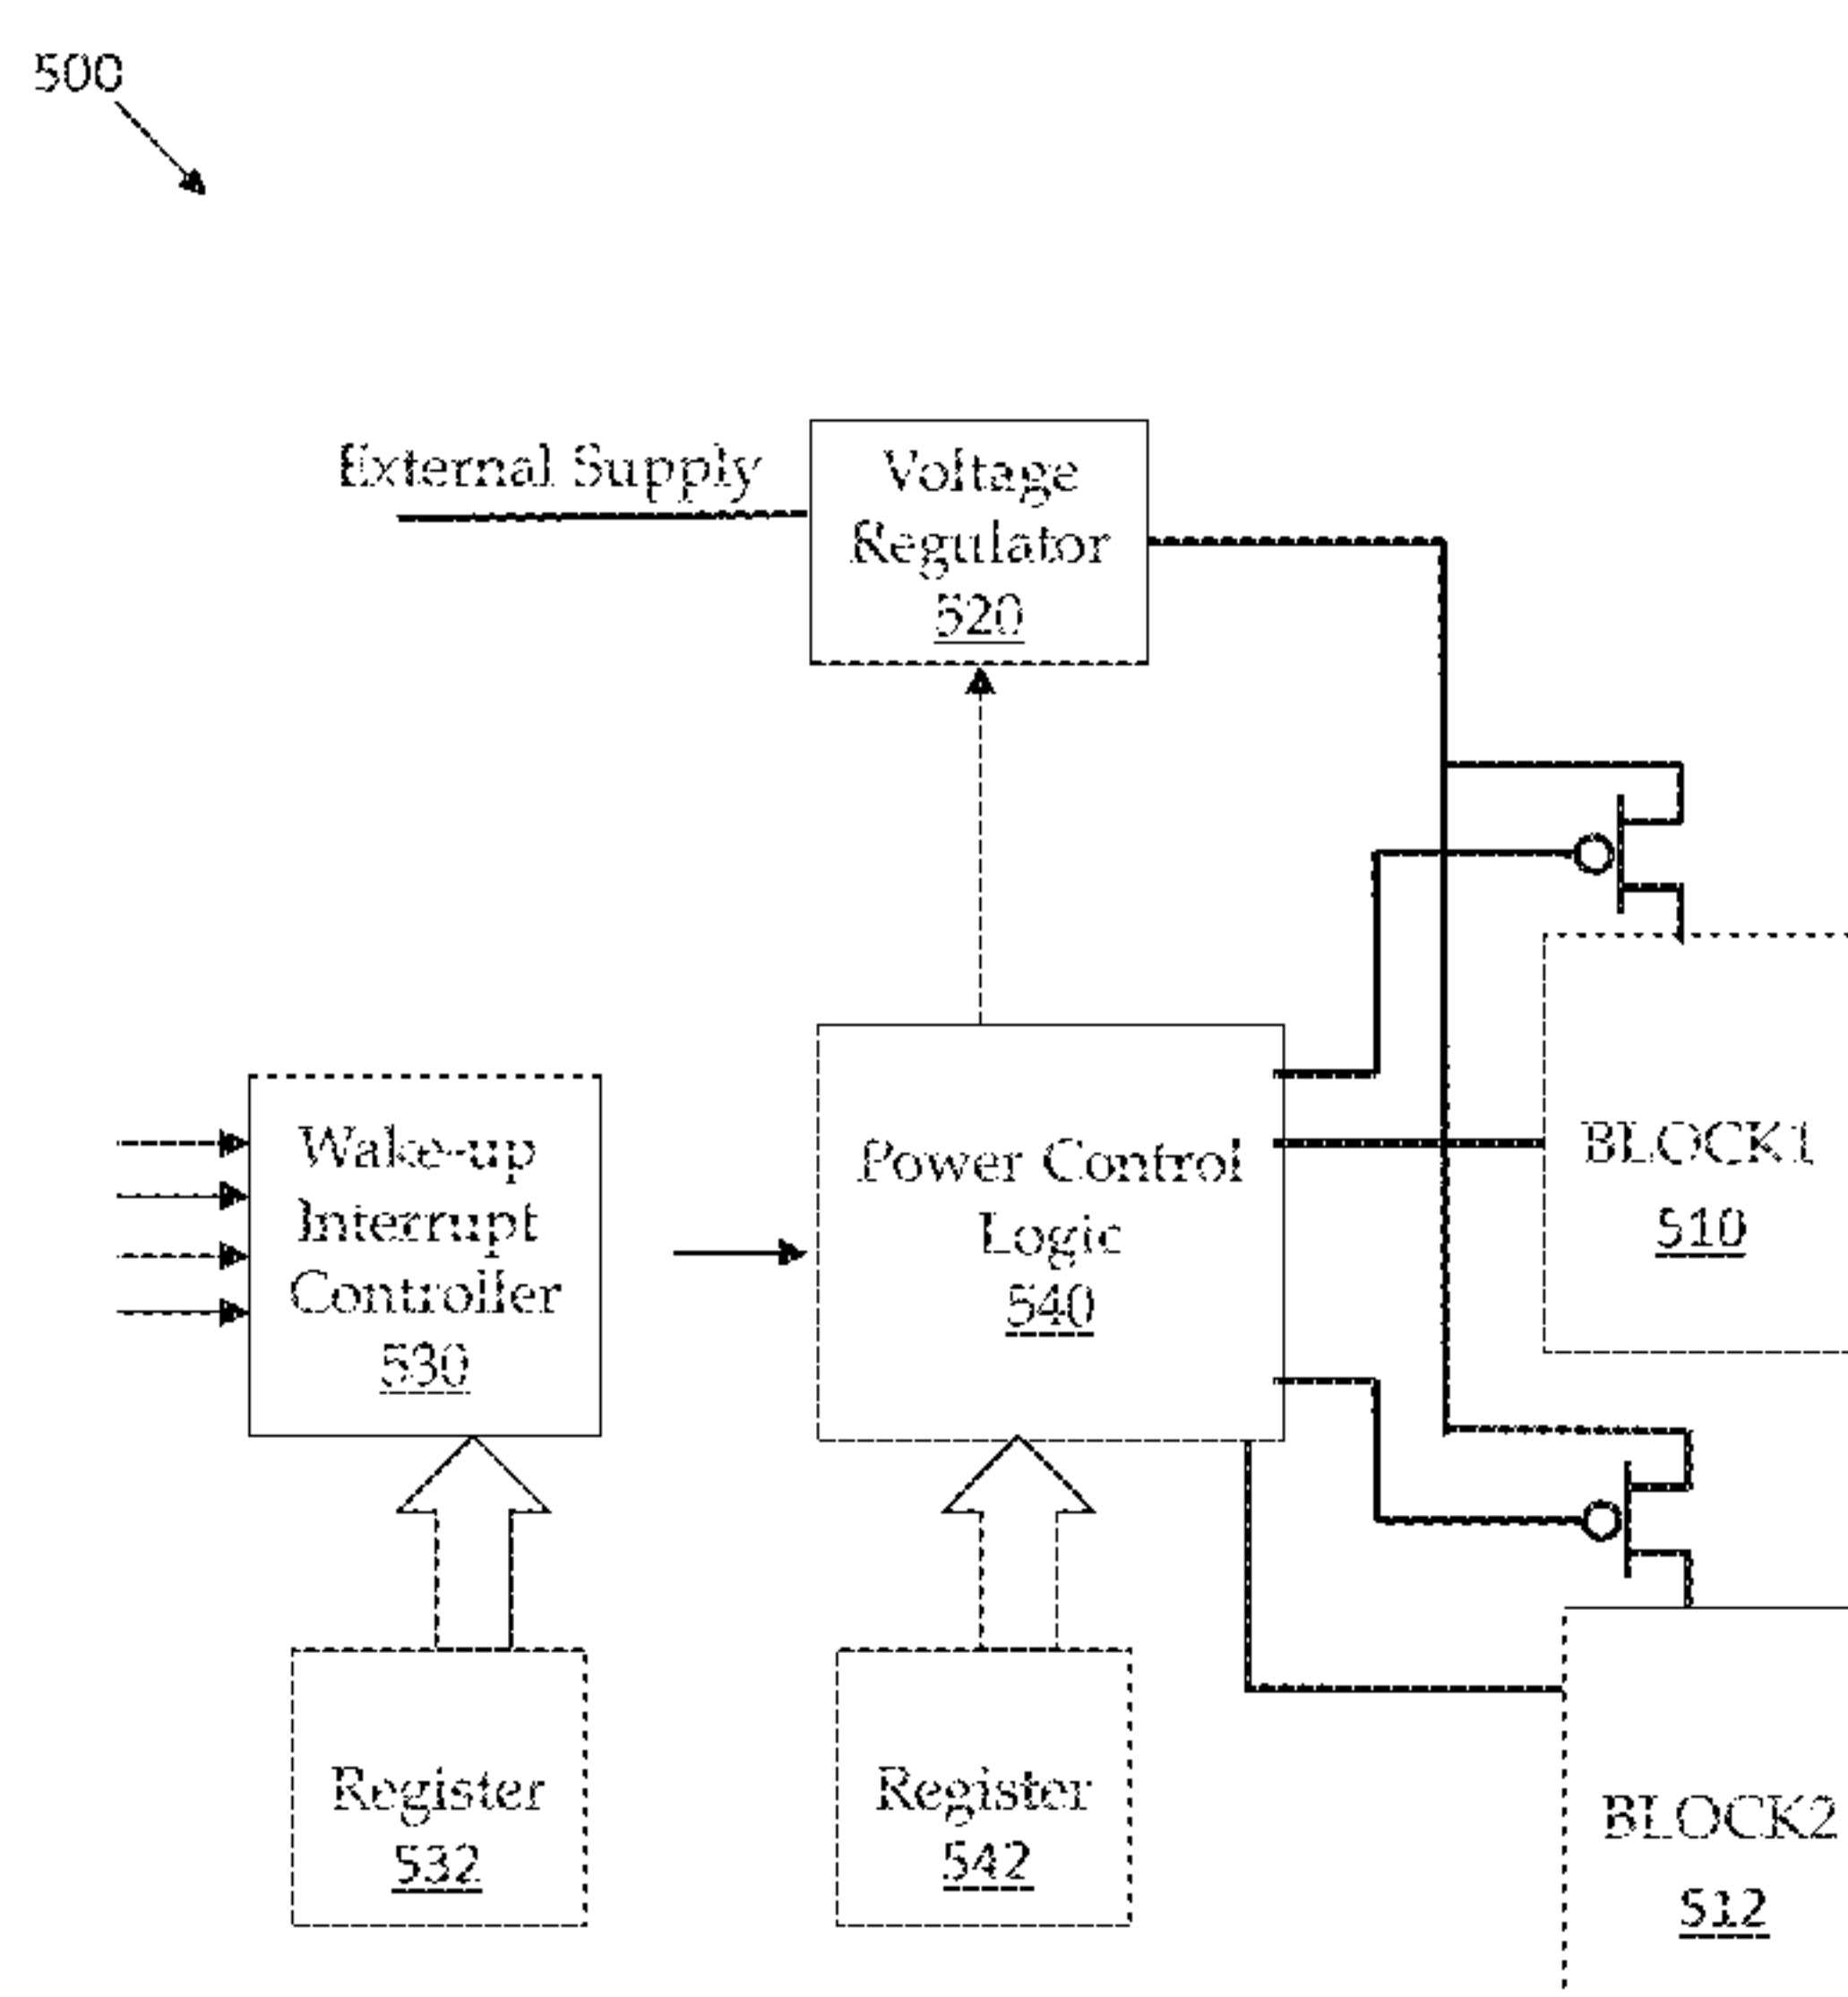 500
External Supply
Voltage
Regulator
520
Wake-up
Interrupt
Controller
530
Power Control
Logic
540
BLOCK1
510
Register
532
Register
542
BLOCK2
512